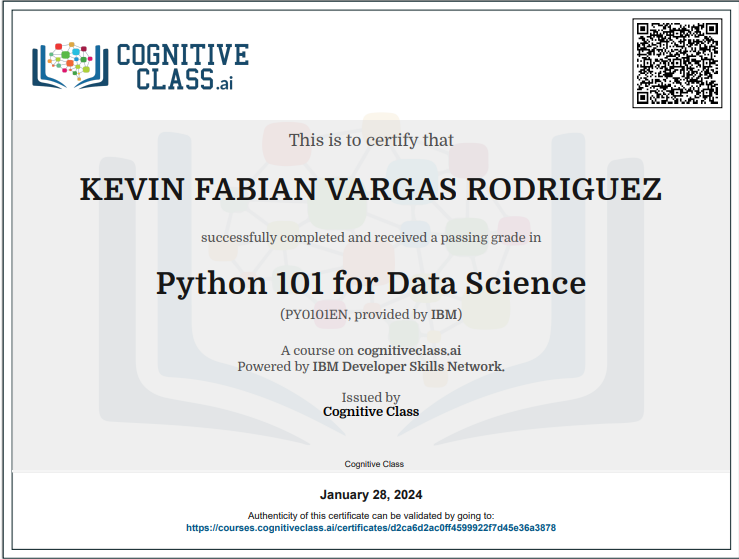 COGNITIVE
CLASS.ai
This is to certify that
KEVIN FABIAN VARGAS RODRIGUEZ
successfully completed and received a passing grade in
Python 101 for Data Science
(PY0101EN, provided by IBM)
A course on cognitiveclass.ai
Powered by IBM Developer Skills Network.
Issued by
Cognitive Class
Cognitive Class
January 28, 2024
Authenticity of this certificate can be validated by going to:
https://courses.cognitiveclass.ai/certificates/d2ca6d2ac0ff4599922f7d45e36a3878